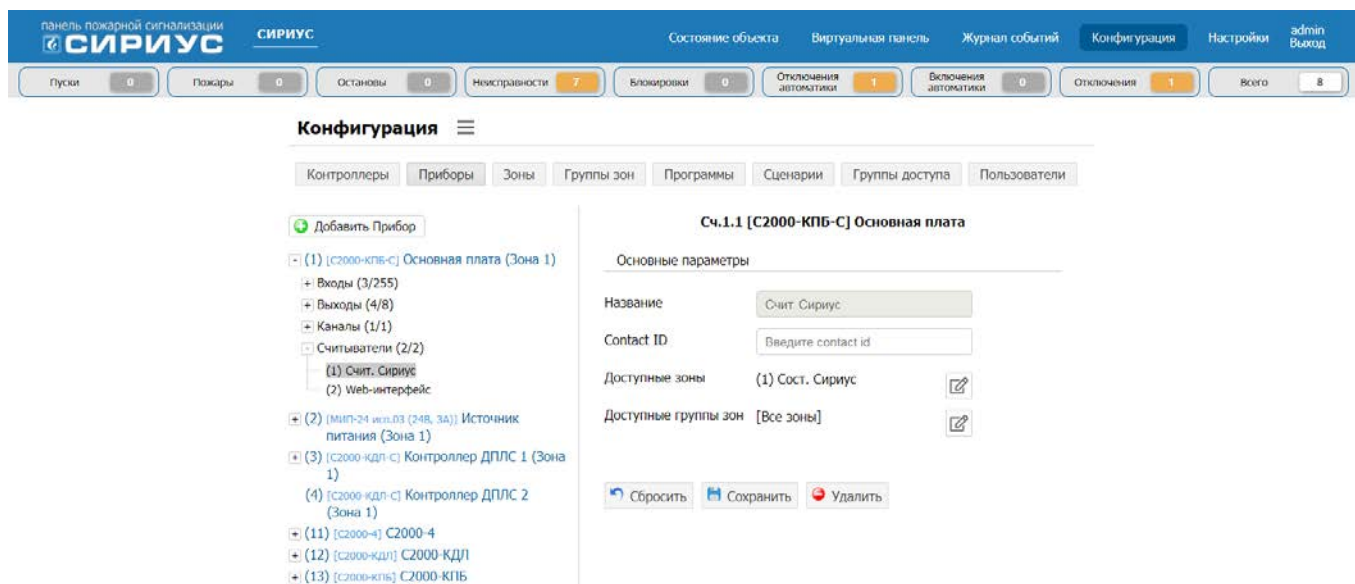 панель пожарной сигнализации
СИРИУС
СИРИУС
Состояние объекта Виртуальная панель Журнал событий Конфигурация Настройки admin
Выход
Пуски 0 Пожары 0 Остановы 0 Неисправности 7 Блокировки 0 Отключения автоматики 1 Включения автоматики 0 Отключения 1 Всего 8
Конфигурация
Контроллеры Приборы Зоны Группы зон Программы Сценарии Группы доступа Пользователи
Добавить Прибор
(1) [С2000-КПБ-С] Основная плата (Зона 1)
Входы (3/255)
Выходы (4/8)
Каналы (1/1)
Считыватели (2/2)
(1) Счит. Сириус
(2) Web-интерфейс
(2) [МИП-24 исп.03 (24В, 3А)] Источник
питания (Зона 1)
(3) [С2000-КДЛ-С] Контроллер ДПЛС 1 (Зона
1)
(4) [С2000-КДЛ-С] Контроллер ДПЛС 2
(Зона 1)
(11) [С2000-4] С2000-4
(12) [С2000-КДЛ] С2000-КДЛ
(13) [С2000-КПБ] С2000-КПБ
Сч.1.1 [С2000-КПБ-С] Основная плата
Основные параметры
Название Счит. Сириус
Contact ID Введите contact id
Доступные зоны (1) Сост. Сириус
Доступные группы зон [Все зоны]
Сбросить Сохранить Удалить